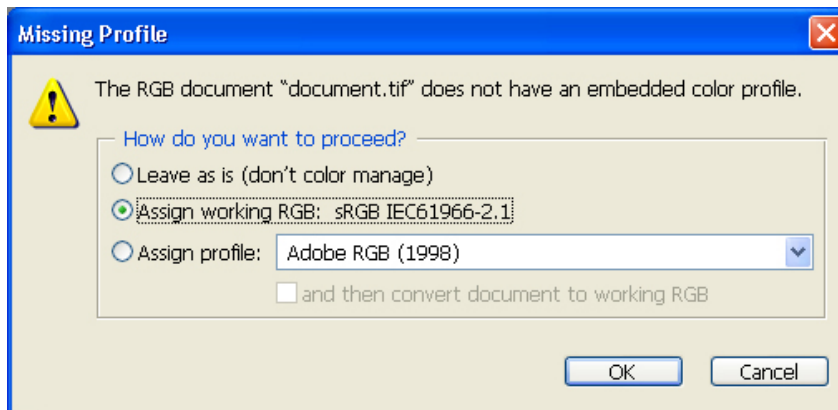 Missing Profile
The RGB document “document.tif” does not have an embedded color profile.
How do you want to proceed?
Leave as is (don't color manage)
Assign working RGB: sRGB IEC61966-2.1
Assign profile: Adobe RGB (1998)
and then convert document to working RGB
OK Cancel